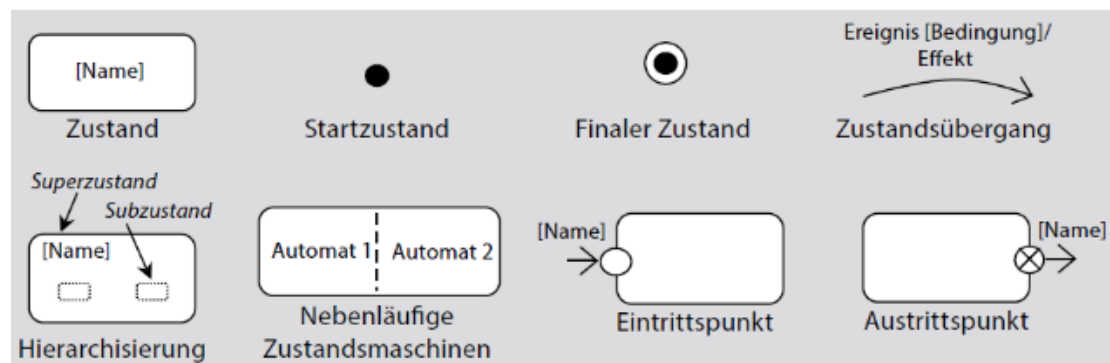 [Name]
Zustand
Startzustand
Finaler Zustand
Ereignis [Bedingung]/
Effekt
Zustandsübergang
Superzustand
Subzustand
[Name]
Hierarchisierung
Automat 1
Automat 2
Nebenläufige
Zustandsmaschinen
[Name]
Eintrittspunkt
[Name]
Austrittspunkt